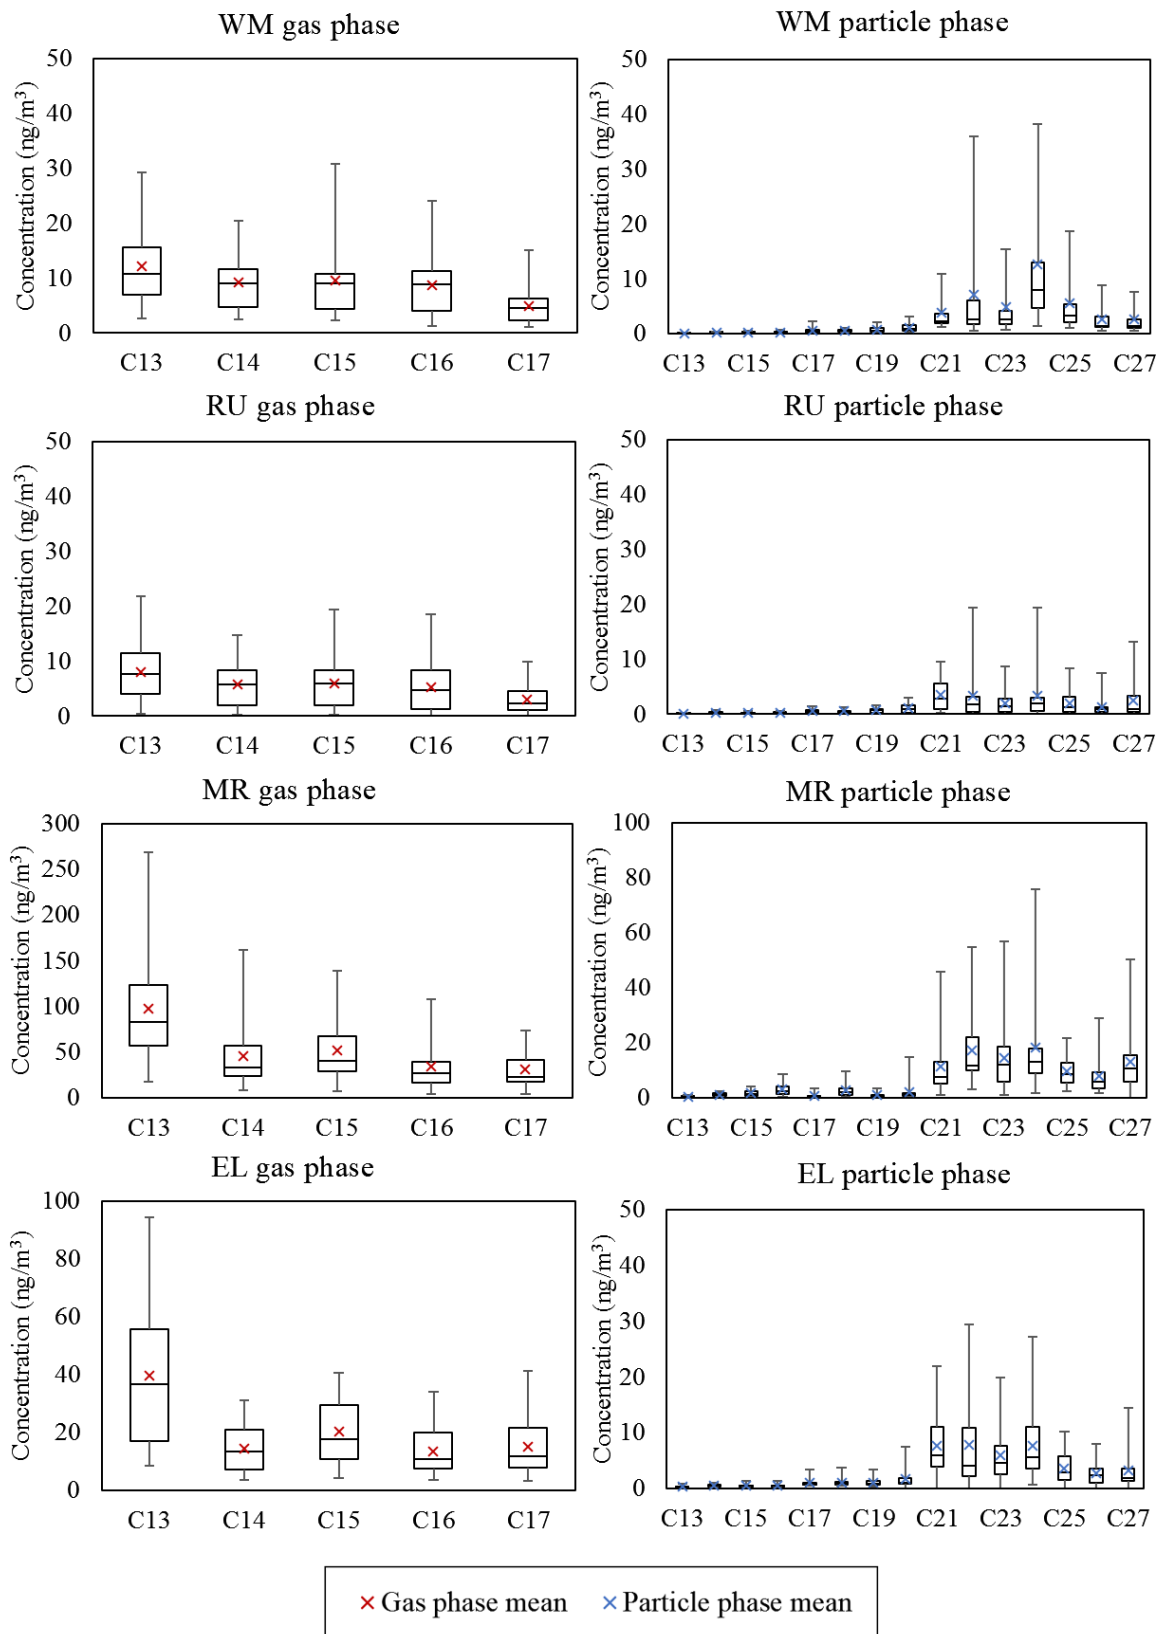 WM gas phase
Concentration (ng/m³)
50
40
30
20
10
0
C13 C14 C15 C16 C17
WM particle phase
Concentration (ng/m³)
50
40
30
20
10
0
C13 C15 C17 C19 C21 C23 C25 C27
RU gas phase
Concentration (ng/m³)
50
40
30
20
10
0
C13 C14 C15 C16 C17
RU particle phase
Concentration (ng/m³)
50
40
30
20
10
0
C13 C15 C17 C19 C21 C23 C25 C27
MR gas phase
Concentration (ng/m³)
300
250
200
150
100
50
0
C13 C14 C15 C16 C17
MR particle phase
Concentration (ng/m³)
100
80
60
40
20
0
C13 C15 C17 C19 C21 C23 C25 C27
EL gas phase
Concentration (ng/m³)
100
80
60
40
20
0
C13 C14 C15 C16 C17
EL particle phase
Concentration (ng/m³)
50
40
30
20
10
0
C13 C15 C17 C19 C21 C23 C25 C27
Gas phase mean Particle phase mean